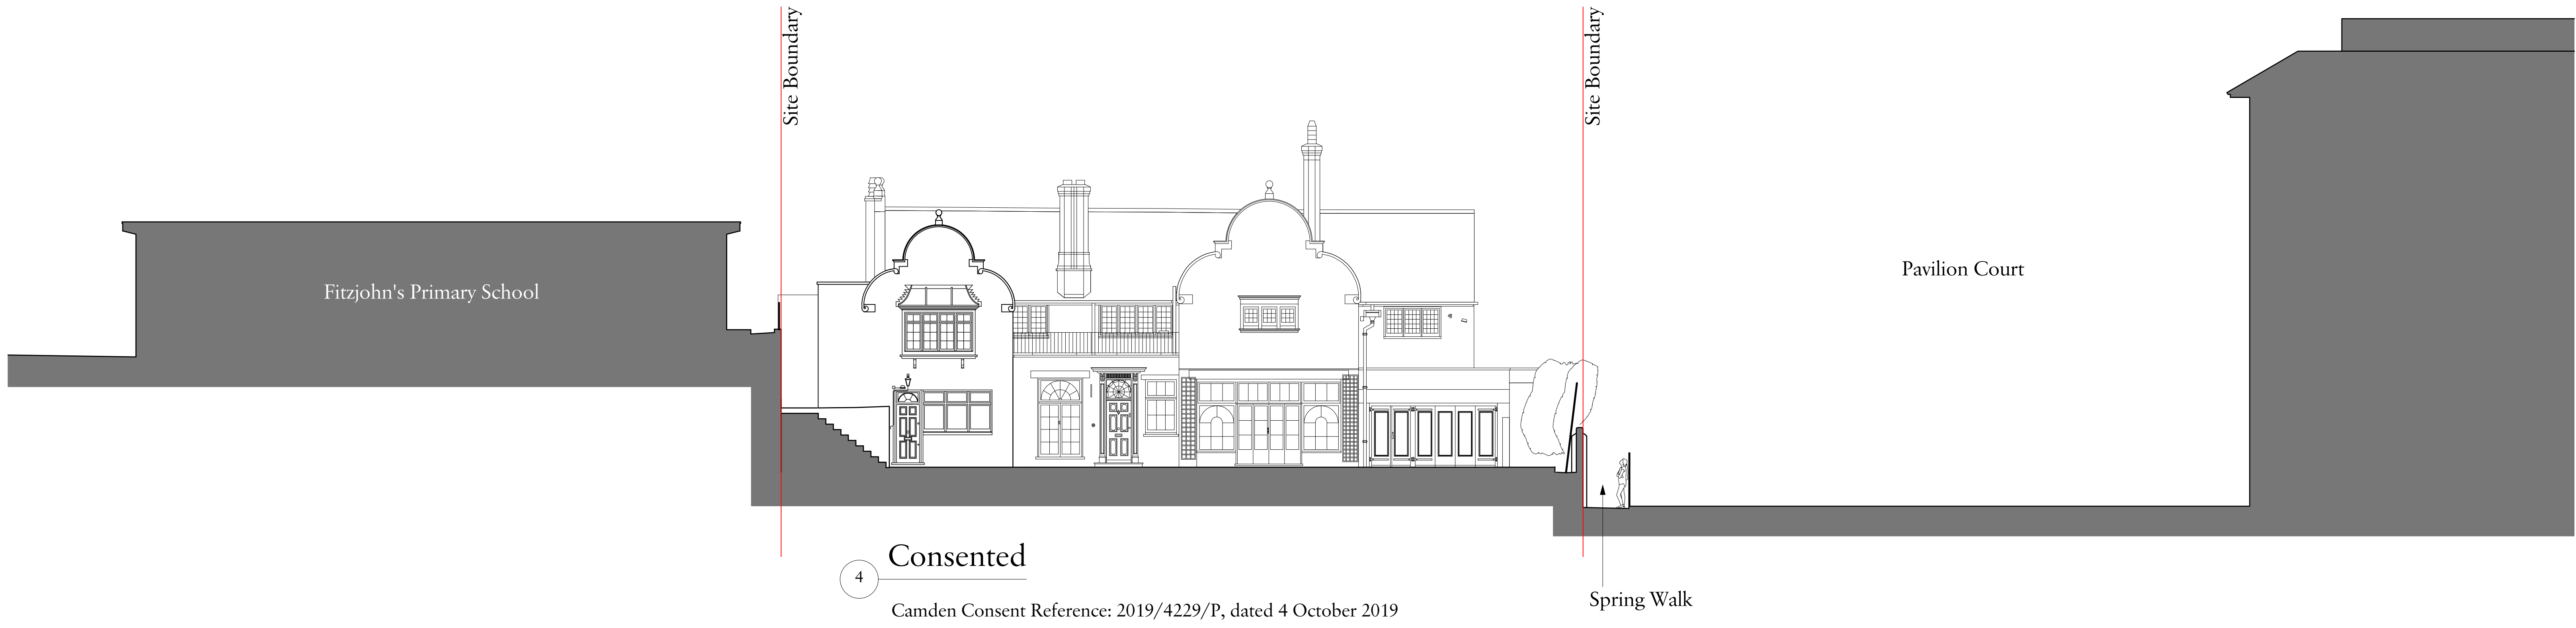 Site Boundary
Site Boundary
Pavilion Court
Fitzjohn's Primary School
Consented
4
Camden Consent Reference: 2019/4229/P, dated 4 October 2019
Spring Walk